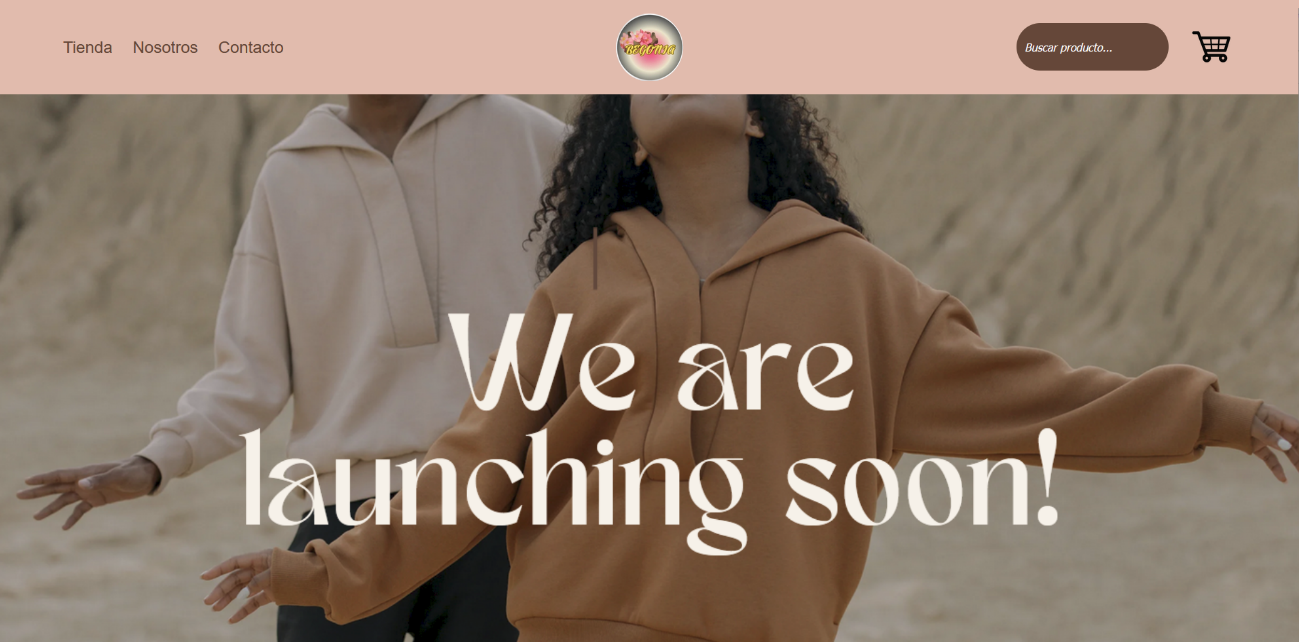 Tienda
Nosotros
Contacto
Buscar producto...
We are
launching soon!